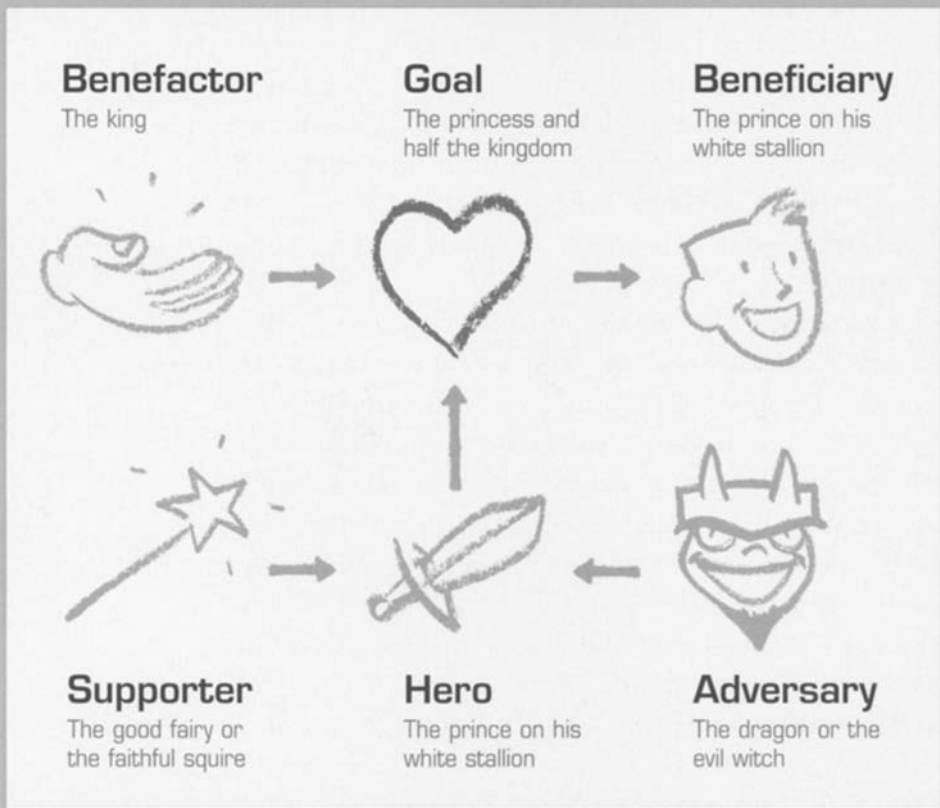 Benefactor
The king
Goal
The princess and
half the kingdom
Beneficiary
The prince on his
white stallion
Supporter
The good fairy or
the faithful squire
Hero
The prince on his
white stallion
Adversary
The dragon or the
evil witch